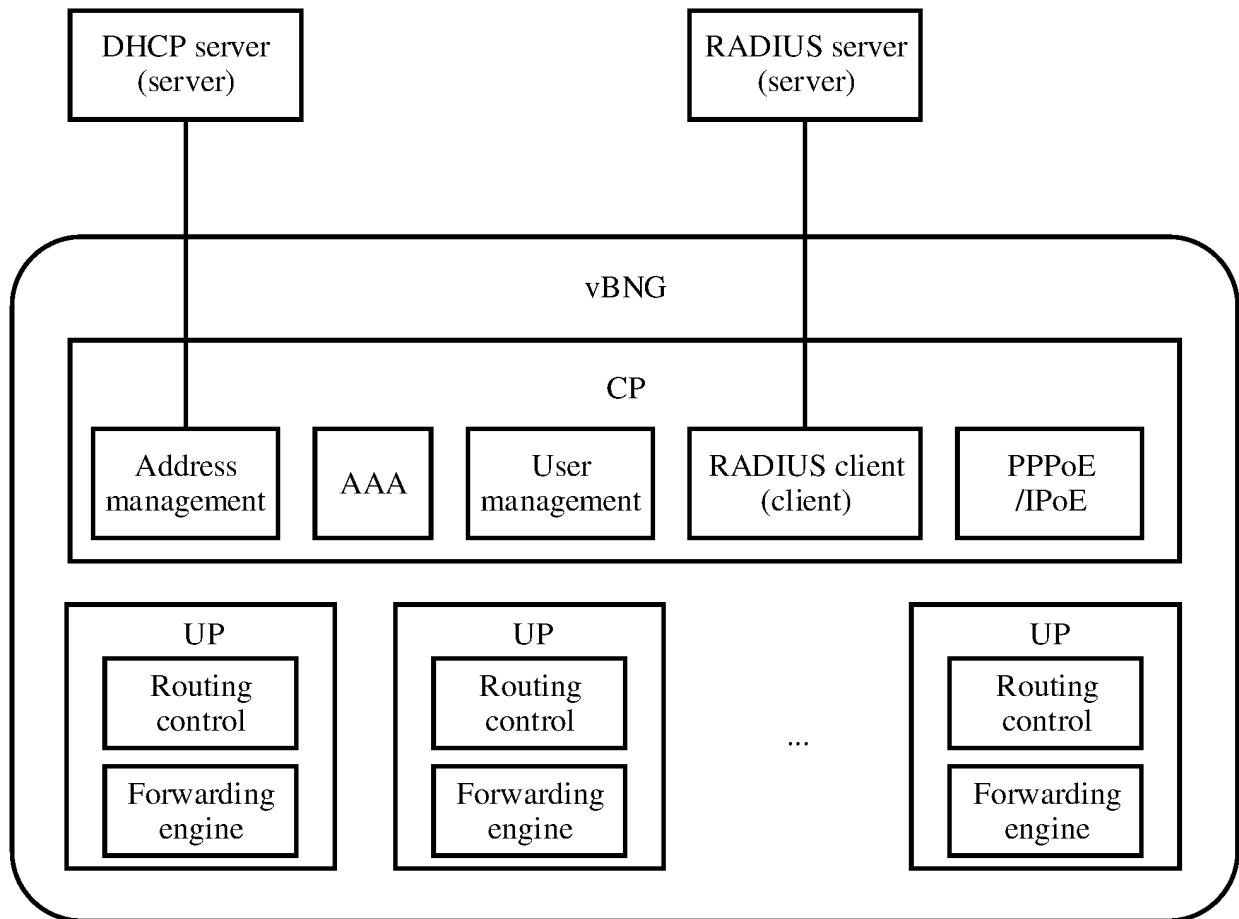 DHCP server
(server)
RADIUS server
(server)
vBNG
CP
Address
management
AAA
User
management
RADIUS client
(client)
PPPoE
/IPoE
UP
Routing
control
Forwarding
engine
UP
Routing
control
Forwarding
engine
...
UP
Routing
control
Forwarding
engine